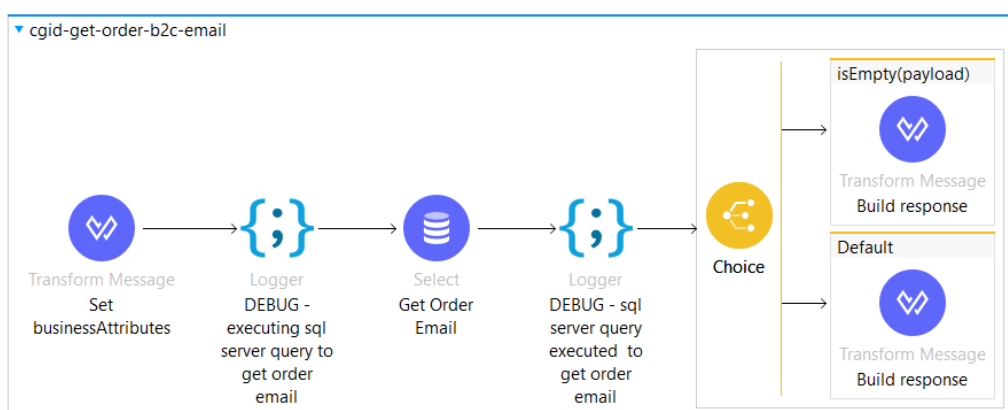 cgid-get-order-b2c-email
Transform Message
Set
businessAttributes
Logger
DEBUG -
executing sql
server query to
get order
email
Select
Get Order
Email
Logger
DEBUG - sql
server query
executed to
get order
email
Choice
isEmpty(payload)
Transform Message
Build response
Default
Transform Message
Build response